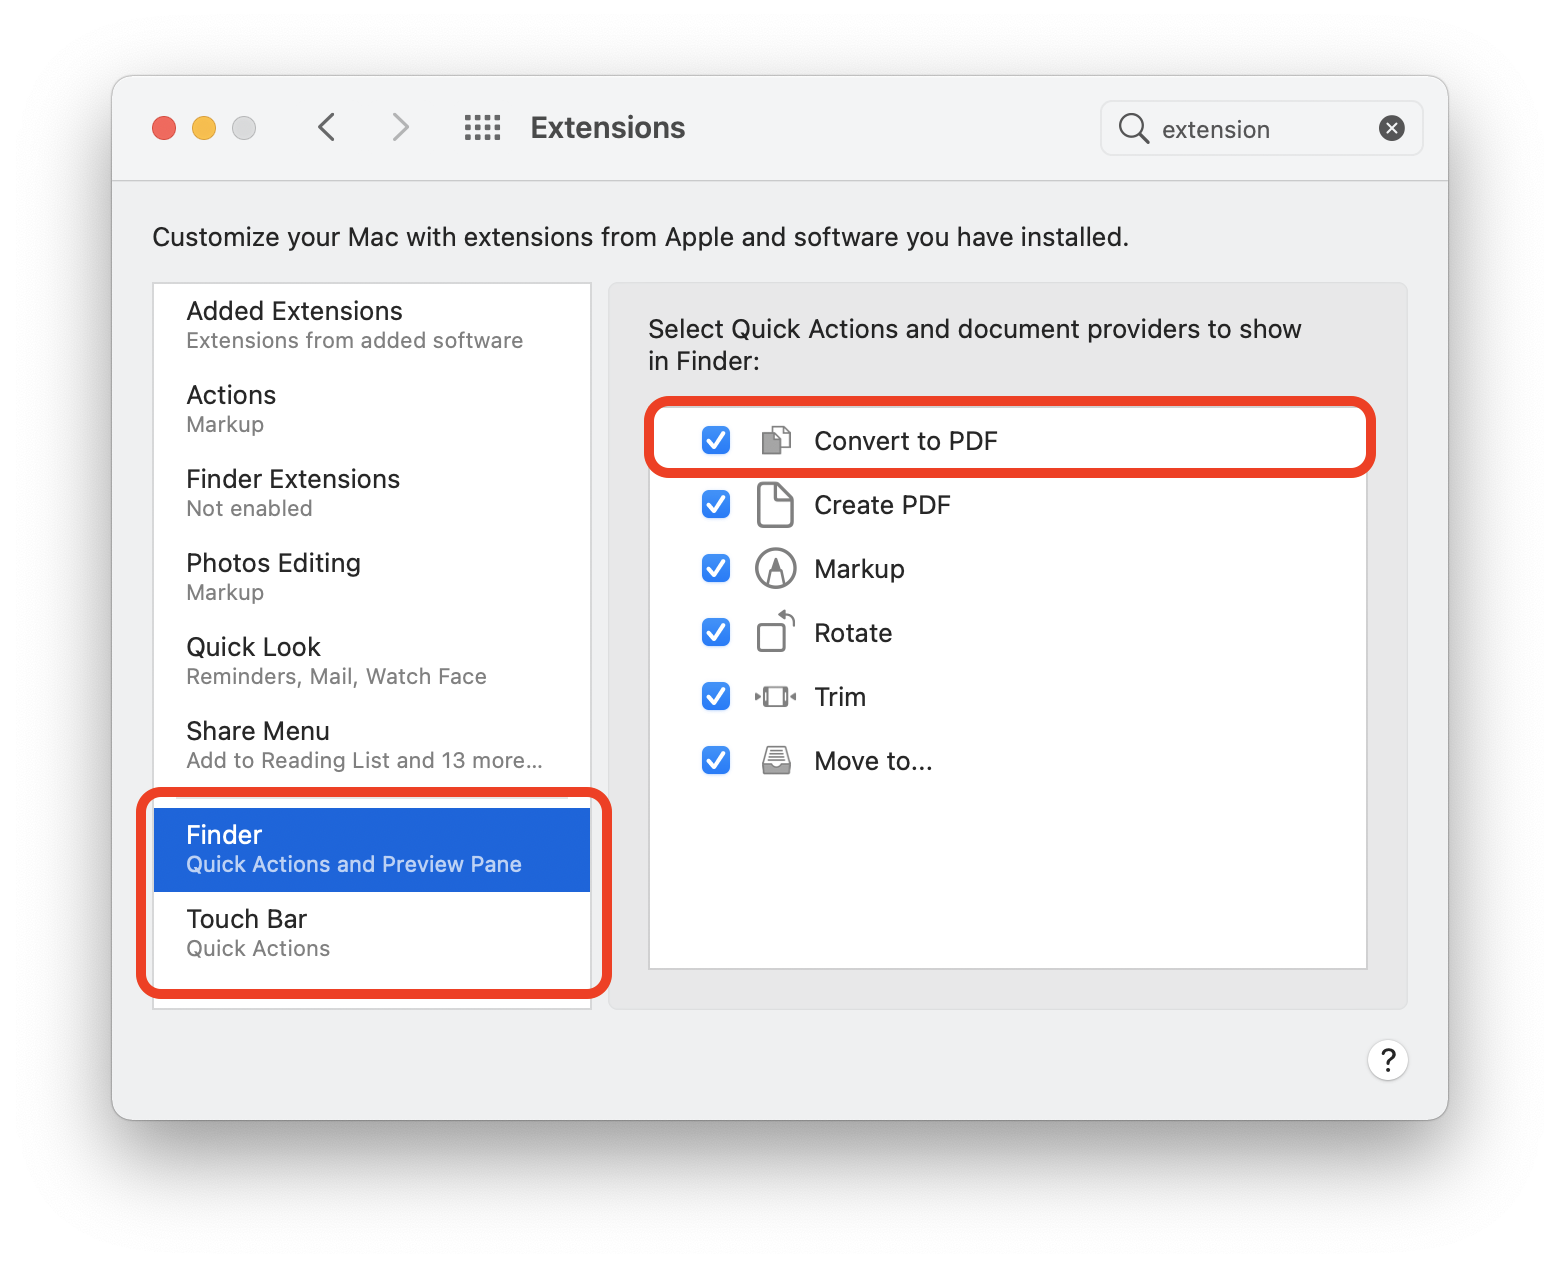 Extensions
extension
Customize your Mac with extensions from Apple and software you have installed.
Added Extensions
Extensions from added software
Actions
Markup
Finder Extensions
Not enabled
Photos Editing
Markup
Quick Look
Reminders, Mail, Watch Face
Share Menu
Add to Reading List and 13 more...
Finder
Quick Actions and Preview Pane
Touch Bar
Quick Actions
Select Quick Actions and document providers to show
in Finder:
Convert to PDF
Create PDF
Markup
Rotate
Trim
Move to...
?